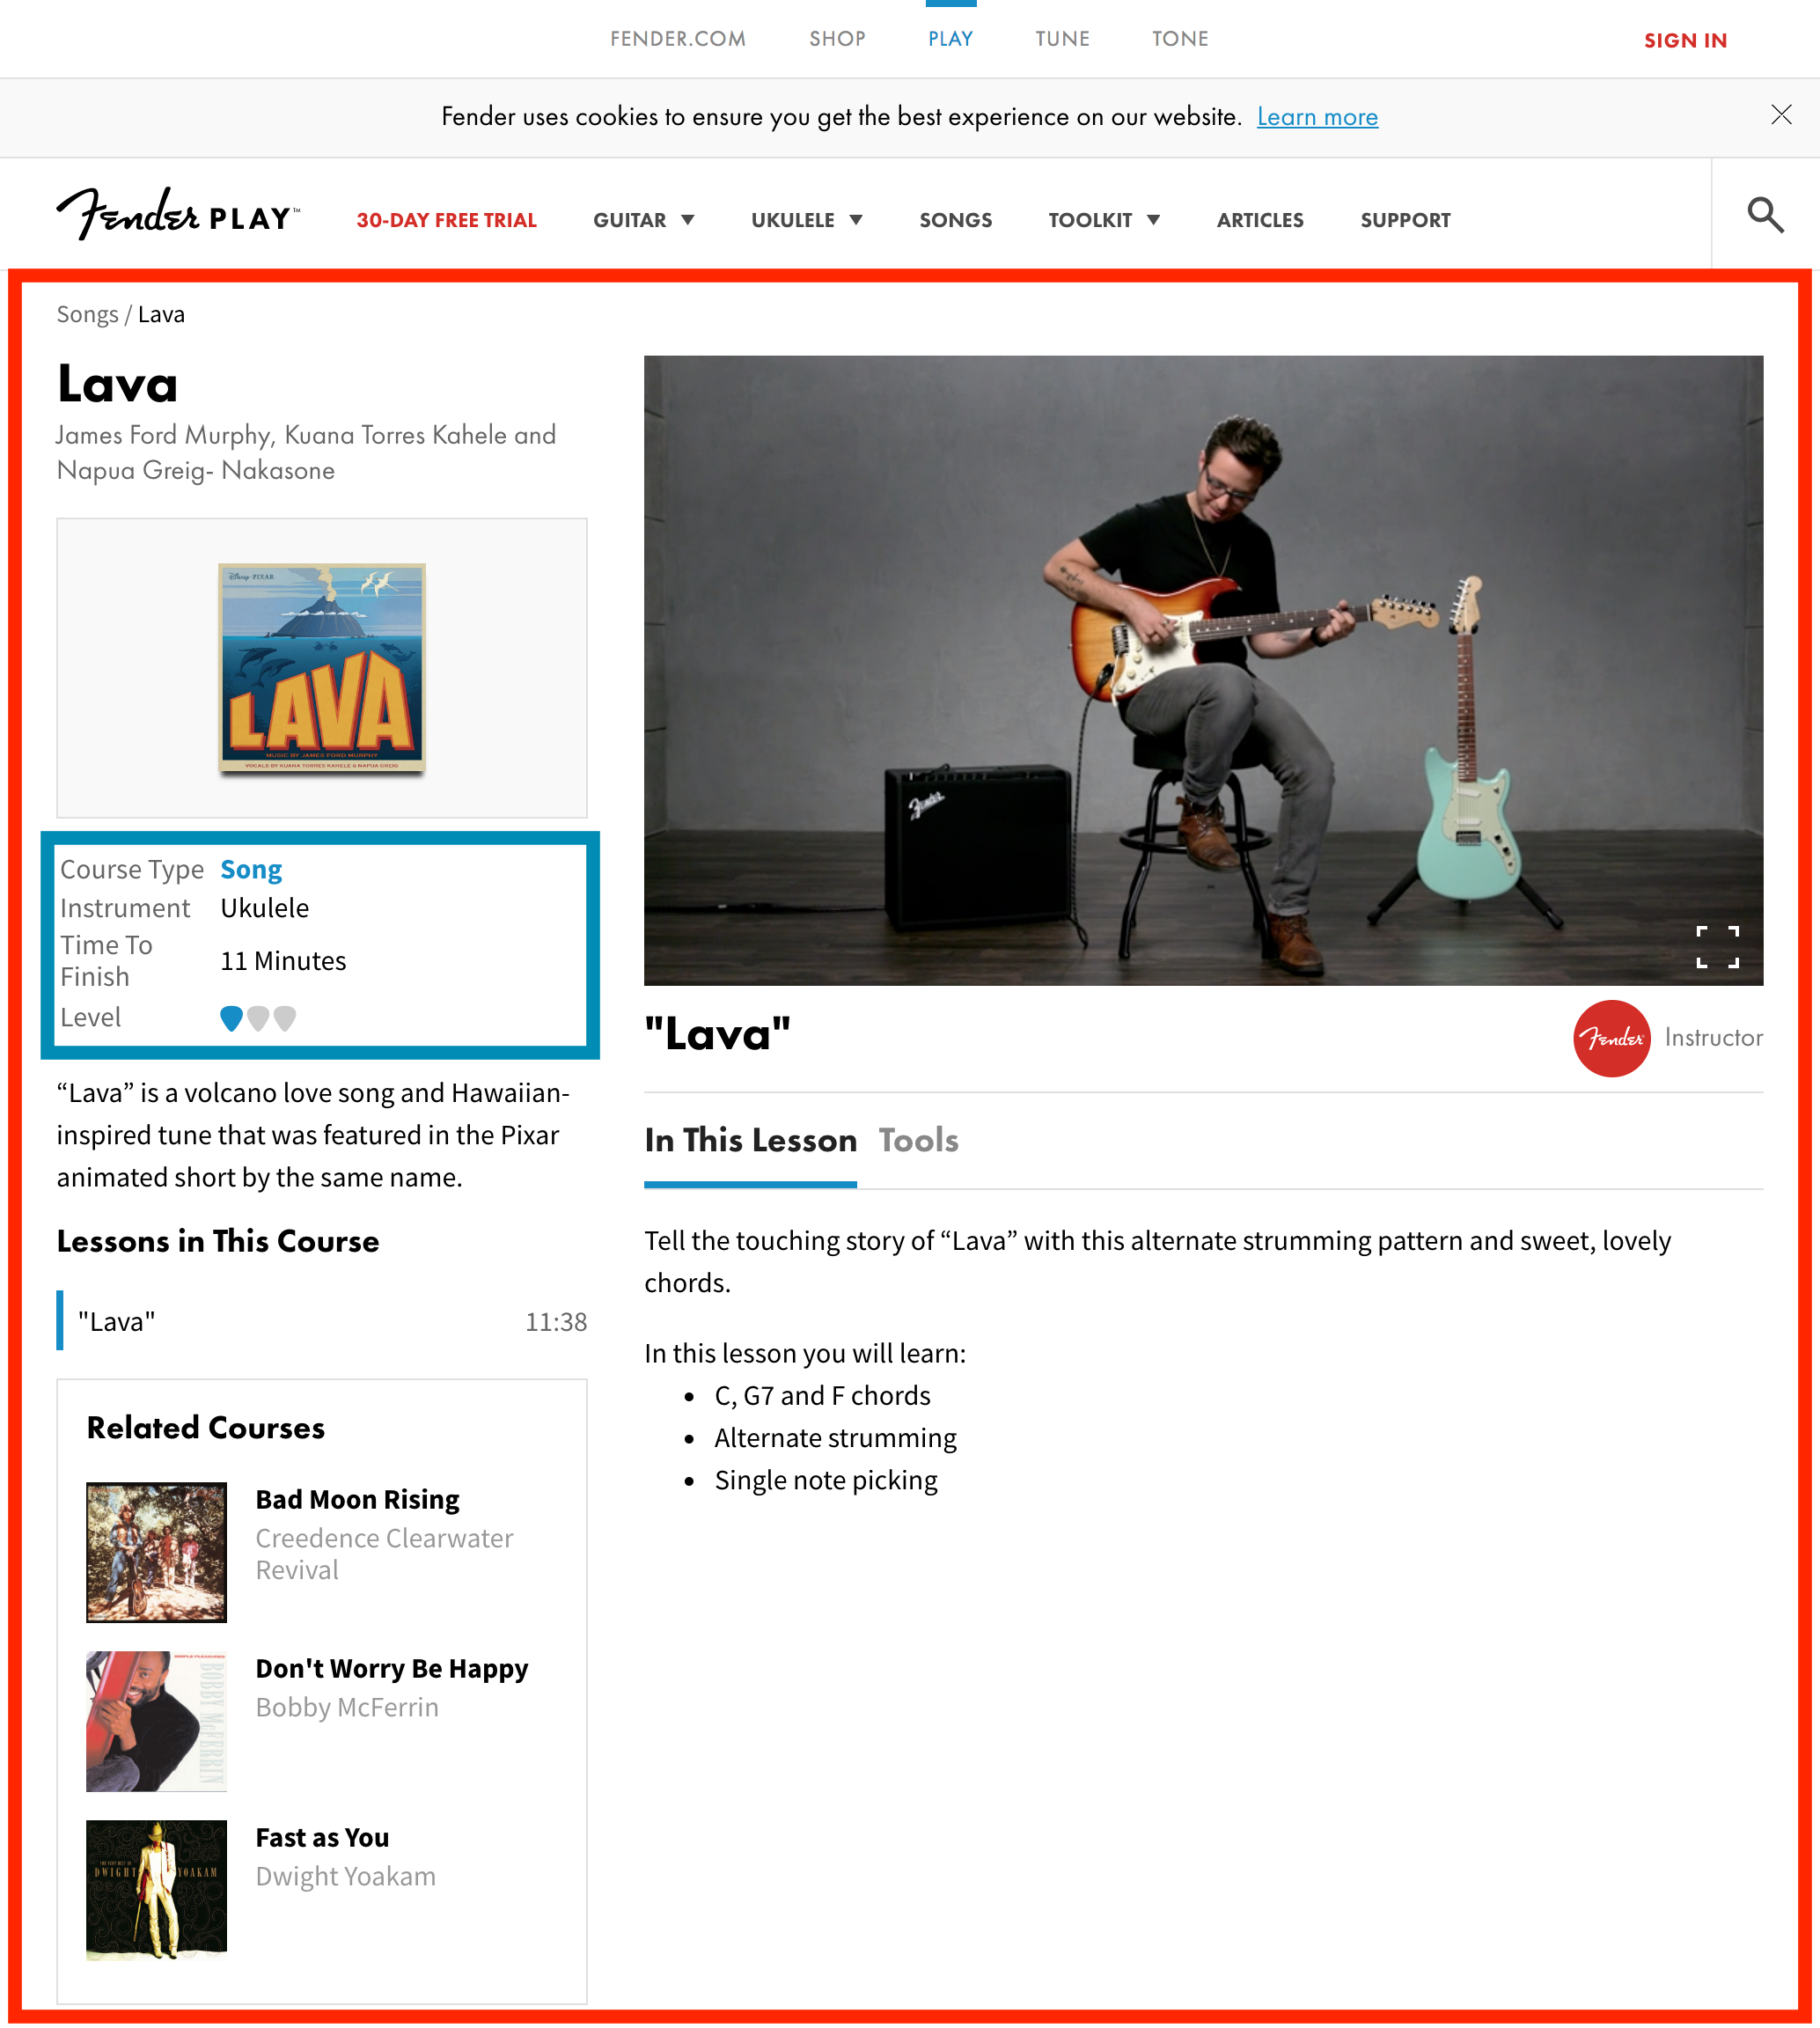 FENDER.COM SHOP PLAY TUNE TONE SIGN IN
Fender uses cookies to ensure you get the best experience on our website. Learn more
Fender PLAY™ 30-DAY FREE TRIAL GUITAR UKULELE SONGS TOOLKIT ARTICLES SUPPORT
Songs / Lava
Lava
James Ford Murphy, Kuana Torres Kahele and
Napua Greig- Nakasone
Disney·PIXAR
LAVA
MUSIC BY JAMES FORD MURPHY
VOCALS BY KUANA TORRES KAHELE & NAPUA GREIG
Course Type Song
Instrument Ukulele
Time To
Finish
11 Minutes
Level
“Lava” is a volcano love song and Hawaiian-
inspired tune that was featured in the Pixar
animated short by the same name.
Lessons in This Course
"Lava" 11:38
Related Courses
Bad Moon Rising
Creedence Clearwater
Revival
BOBBY McFERRIN
Don't Worry Be Happy
Bobby McFerrin
DWIGHT YOAKAM
Fast as You
Dwight Yoakam
Fender
"Lava"
Fender Instructor
In This Lesson Tools
Tell the touching story of “Lava” with this alternate strumming pattern and sweet, lovely
chords.
In this lesson you will learn:
• C, G7 and F chords
• Alternate strumming
• Single note picking